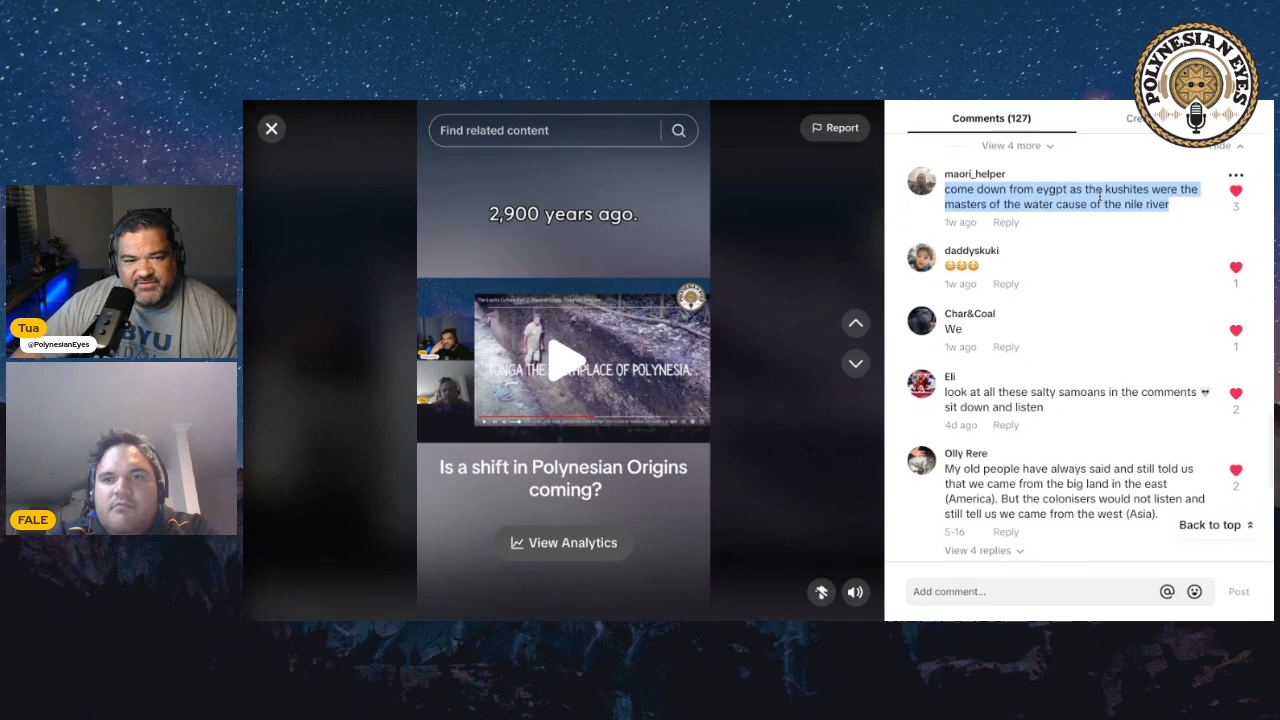 POLYNESIAN EYES
Tua
@PolynesianEyes
BYU
FALE
Find related content
Report
2,900 years ago.
TONGA THE BIRTHPLACE OF POLYNESIA.
Is a shift in Polynesian Origins
coming?
View Analytics
Comments (127)
View 4 more
Hide
maori_helper
come down from eygpt as the kushites were the
masters of the water cause of the nile river
3
1w ago Reply
daddyskuki
😳😳😳
1
1w ago Reply
Char&Coal
We
1
1w ago Reply
Eli
look at all these salty samoans in the comments 💀
sit down and listen
2
4d ago Reply
Olly Rere
My old people have always said and still told us
that we came from the big land in the east
(America). But the colonisers would not listen and
still tell us we came from the west (Asia).
2
5-16 Reply
View 4 replies
Back to top
Add comment...
Post